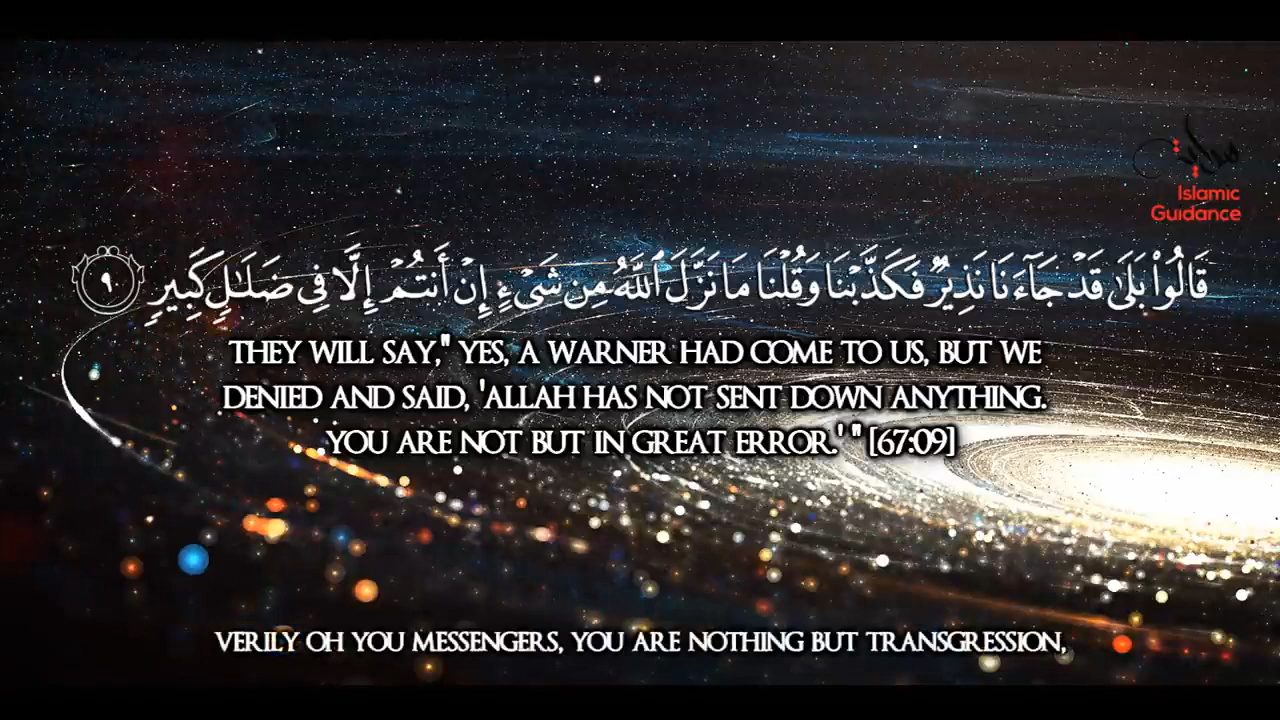 هداية
Islamic
Guidance
قَالُوا۟ بَلَىٰ قَدْ جَآءَنَا نَذِيرٌ فَكَذَّبْنَا وَقُلْنَا مَا نَزَّلَ ٱللَّهُ مِن شَىْءٍ إِنْ أَنتُمْ إِلَّا فِى ضَلَـٰلٍ كَبِيرٍ ٩
THEY WILL SAY," YES, A WARNER HAD COME TO US, BUT WE
DENIED AND SAID, 'ALLAH HAS NOT SENT DOWN ANYTHING.
YOU ARE NOT BUT IN GREAT ERROR.' " [67:09]
VERILY OH YOU MESSENGERS, YOU ARE NOTHING BUT TRANSGRESSION,